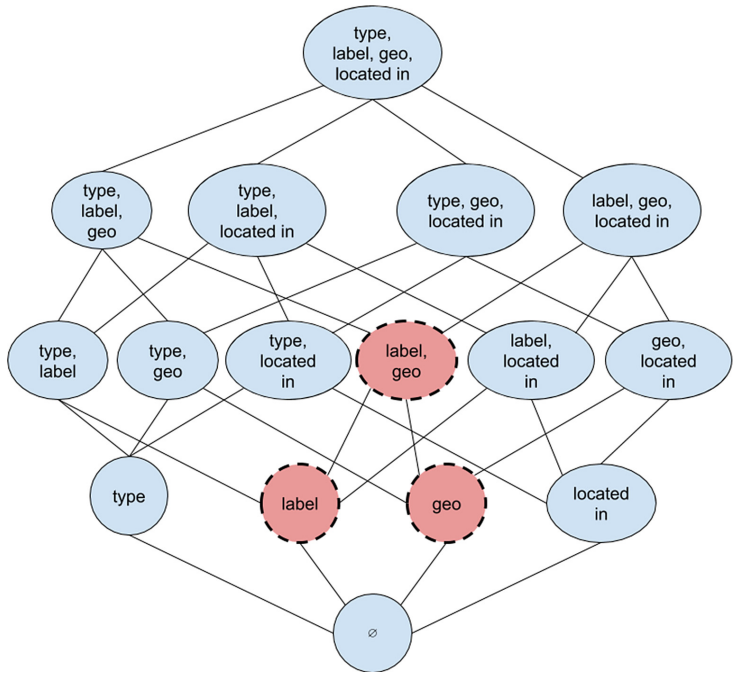 type,
label, geo,
located in
type,
label,
geo
type,
label,
located in
type, geo,
located in
label, geo,
located in
type,
label
type,
geo
type,
located
in
label,
geo
label,
located
in
geo,
located
in
type
label
geo
located
in
∅